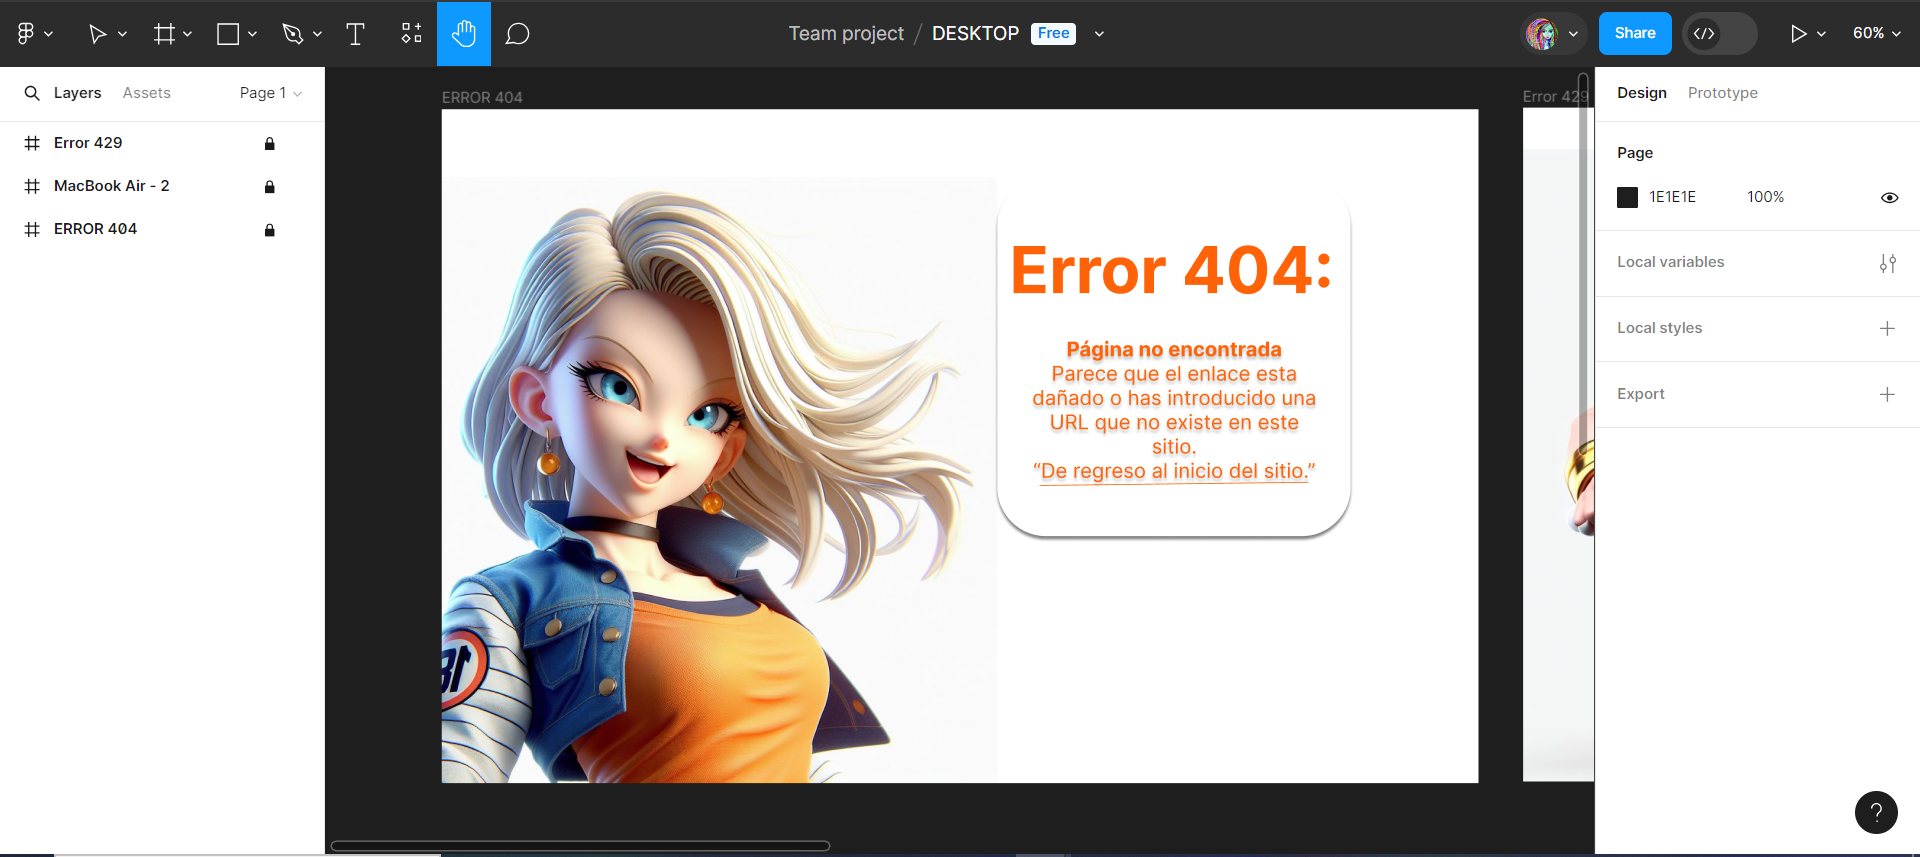 Team project / DESKTOP Free
Share
60%
Layers Assets Page 1
Error 429
MacBook Air - 2
ERROR 404
ERROR 404
Error 404:
Página no encontrada
Parece que el enlace esta
dañado o has introducido una
URL que no existe en este
sitio.
“De regreso al inicio del sitio.”
Error 429
Design Prototype
Page
1E1E1E 100%
Local variables
Local styles
Export
?